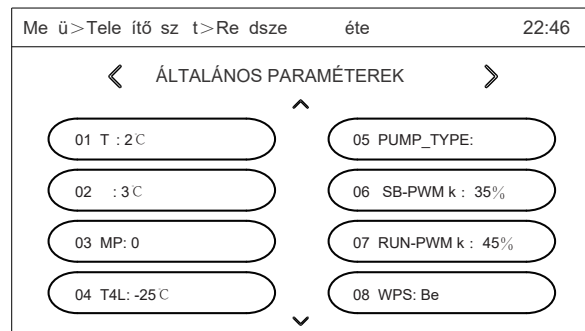 Me ü>Tele ítő sz t>Re dsze éte 22:46
ÁLTALÁNOS PARAMÉTEREK
01 T : 2℃
02 : 3℃
03 MP: 0
04 T4L: -25℃
05 PUMP_TYPE:
06 SB-PWM k : 35%
07 RUN-PWM k : 45%
08 WPS: Be